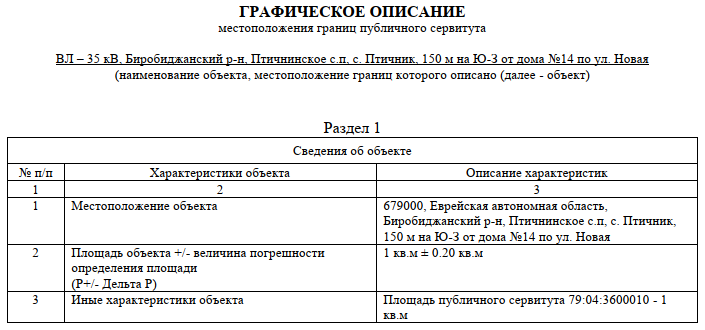 ГРАФИЧЕСКОЕ ОПИСАНИЕ
местоположения границ публичного сервитута
ВЛ – 35 кВ, Биробиджанский р-н, Птичнинское с.п, с. Птичник, 150 м на Ю-З от дома №14 по ул. Новая
(наименование объекта, местоположение границ которого описано (далее - объект)
Раздел 1
Сведения об объекте
№ п/п Характеристики объекта Описание характеристик
1 2 3
1 Местоположение объекта 679000, Еврейская автономная область,
Биробиджанский р-н, Птичнинское с.п, с. Птичник,
150 м на Ю-З от дома №14 по ул. Новая
2 Площадь объекта +/- величина погрешности 1 кв.м ± 0.20 кв.м
определения площади
(Р+/- Дельта Р)
3 Иные характеристики объекта Площадь публичного сервитута 79:04:3600010 - 1
кв.м